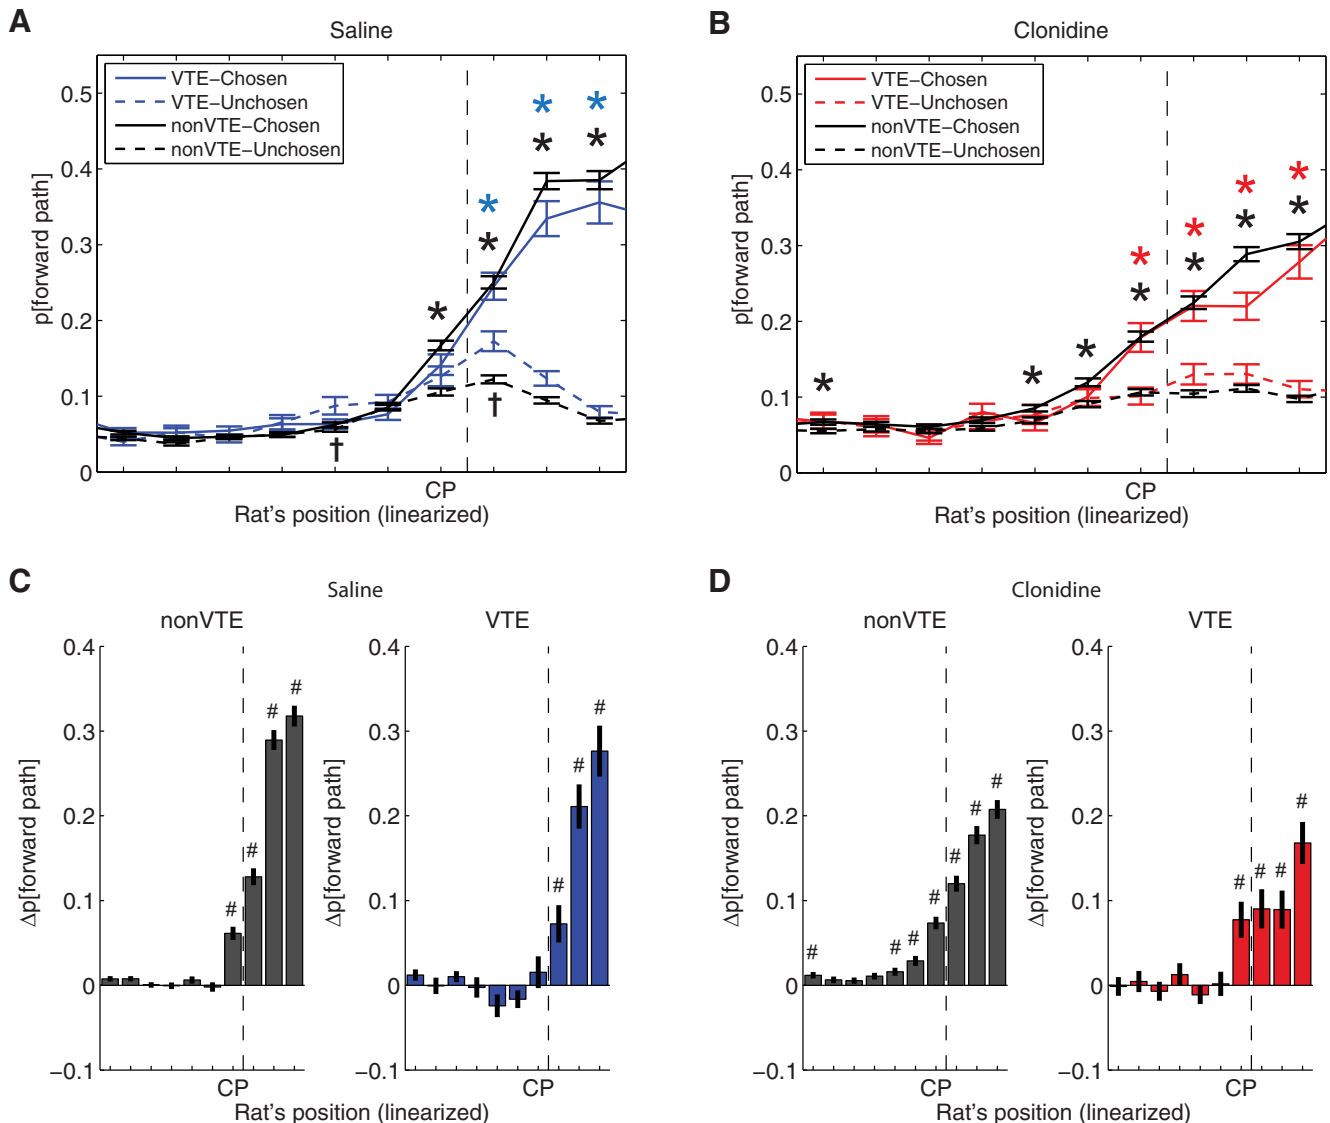 A
Saline
VTE–Chosen
VTE–Unchosen
nonVTE–Chosen
nonVTE–Unchosen
0.5
0.4
0.3
0.2
0.1
0
p[forward path]
*
*
*
*
*
*
*
†
†
CP
Rat's position (linearized)
B
Clonidine
VTE–Chosen
VTE–Unchosen
nonVTE–Chosen
nonVTE–Unchosen
0.5
0.4
0.3
0.2
0.1
0
p[forward path]
*
*
*
*
*
*
*
*
*
*
*
CP
Rat's position (linearized)
C
Saline
nonVTE
0.4
0.3
0.2
0.1
0
−0.1
Δp[forward path]
#
#
#
#
CP
VTE
0.4
0.3
0.2
0.1
0
−0.1
Δp[forward path]
#
#
#
CP
Rat's position (linearized)
D
Clonidine
nonVTE
0.4
0.3
0.2
0.1
0
−0.1
Δp[forward path]
#
#
#
#
#
#
#
CP
VTE
0.4
0.3
0.2
0.1
0
−0.1
Δp[forward path]
#
#
#
#
CP
Rat's position (linearized)